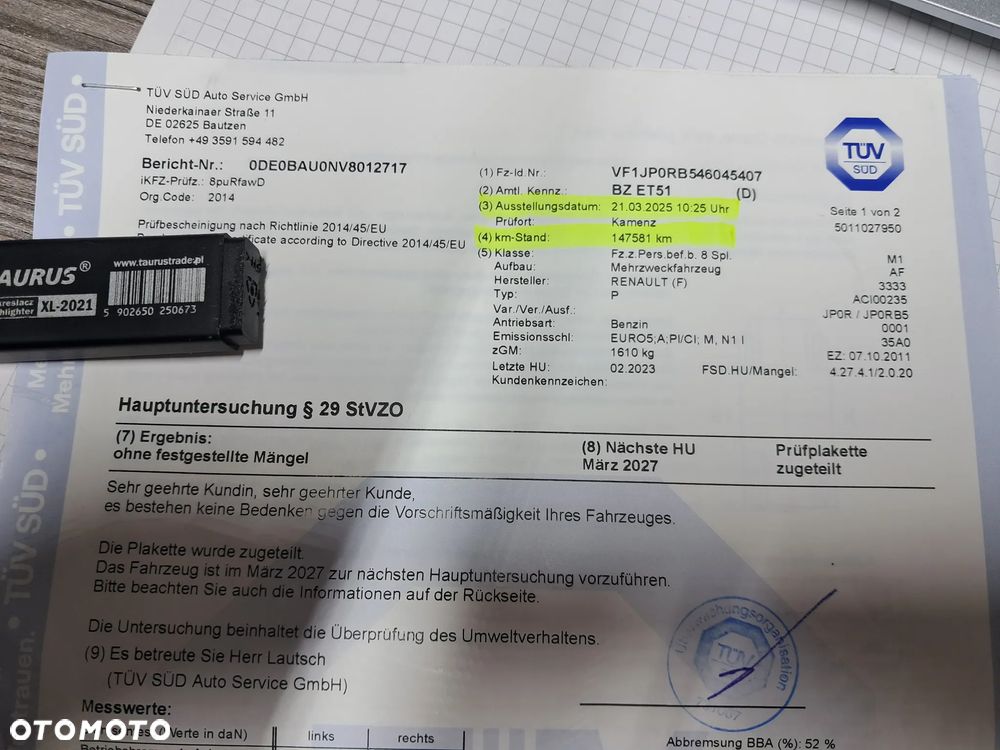 TÜV SÜD Auto Service GmbH
Niederkainaer Straße 11
DE 02625 Bautzen
Telefon +49 3591 594 482
Bericht-Nr.: 0DE0BAU0NV8012717
iKFZ-Prüfz.: 8puRfawD
Org.Code: 2014
Prüfbescheinigung nach Richtlinie 2014/45/EU
certificate according to Directive 2014/45/EU
(1) Fz-Id.Nr.: VF1JP0RB546045407
(2) Amtl. Kennz.: BZ ET51 (D)
(3) Ausstellungsdatum: 21.03.2025 10:25 Uhr
Prüfort: Kamenz
(4) km-Stand: 147581 km
(5) Klasse: Fz.z.Pers.bef.b. 8 Spl. M1
Aufbau: Mehrzweckfahrzeug AF
Hersteller: RENAULT (F) 3333
Typ: P ACI00235
Var./Ver./Ausf.: JP0R / JP0RB5
Antriebsart: Benzin 0001
Emissionsschl: EURO5;A;PI/CI; M, N1 I 35A0
zGM: 1610 kg EZ: 07.10.2011
Letzte HU: 02.2023 FSD.HU/Mangel: 4.27.4.1/2.0.20
Kundenkennzeichen:
TÜV
SÜD
Seite 1 von 2
5011027950
TÜV SÜD
AURUS®
www.taurustrade.pl
XL-2021
5 902650 250673
Hauptuntersuchung § 29 StVZO
(7) Ergebnis:
ohne festgestellte Mängel
(8) Nächste HU
März 2027
Prüfplakette
zugeteilt
Sehr geehrte Kundin, sehr geehrter Kunde,
es bestehen keine Bedenken gegen die Vorschriftsmäßigkeit Ihres Fahrzeuges.
Die Plakette wurde zugeteilt.
Das Fahrzeug ist im März 2027 zur nächsten Hauptuntersuchung vorzuführen.
Bitte beachten Sie auch die Informationen auf der Rückseite.
Die Untersuchung beinhaltet die Überprüfung des Umweltverhaltens.
(9) Es betreute Sie Herr Lautsch
(TÜV SÜD Auto Service GmbH)
TÜV SÜD
Überwachungsorganisation
TÜV
Messwerte:
(Werte in daN) links rechts
Abbremsung BBA (%): 52 %
OTOMOTO